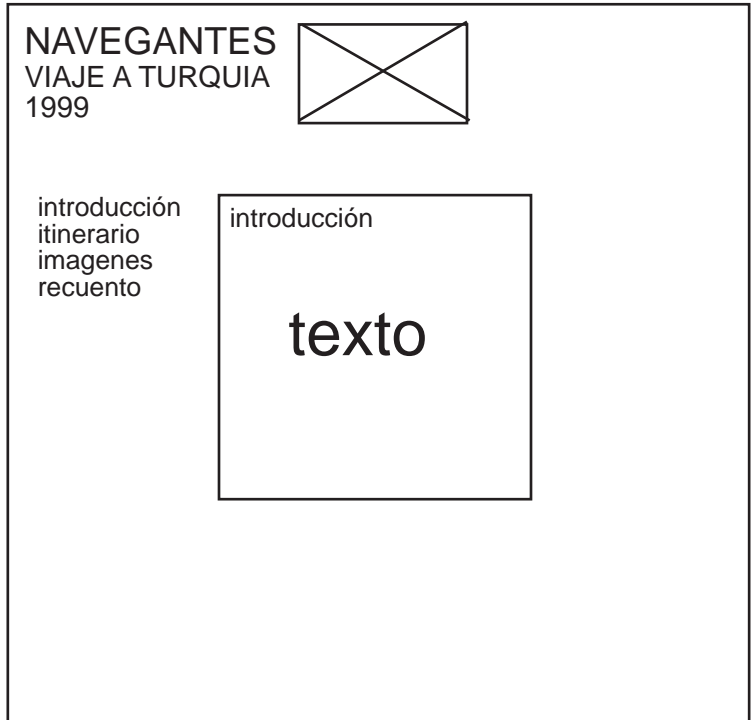 NAVEGANTES
VIAJE A TURQUIA
1999
introducción
itinerario
imagenes
recuento
introducción
texto